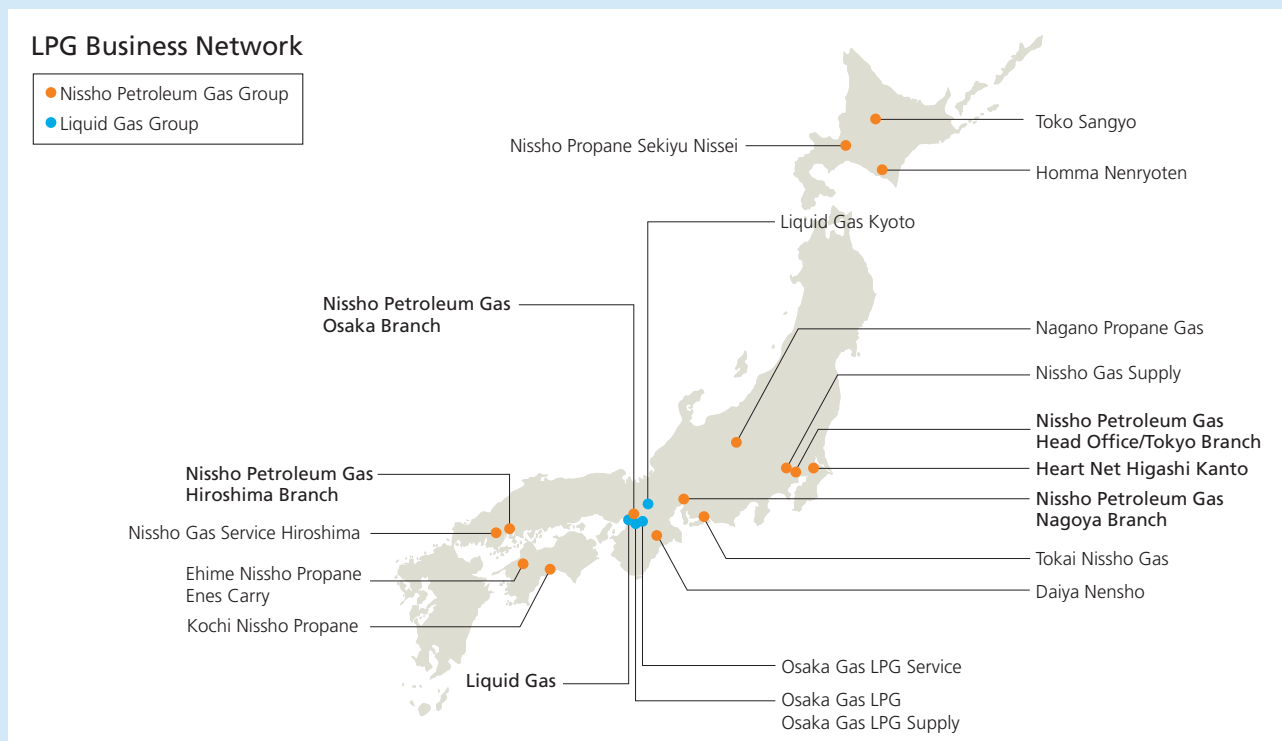 LPG Business Network
Nissho Petroleum Gas Group
Liquid Gas Group
Toko Sangyo
Nissho Propane Sekiyu Nissei
Homma Nenryoten
Liquid Gas Kyoto
Nissho Petroleum Gas
Osaka Branch
Nagano Propane Gas
Nissho Gas Supply
Nissho Petroleum Gas
Head Office/Tokyo Branch
Heart Net Higashi Kanto
Nissho Petroleum Gas
Hiroshima Branch
Nissho Petroleum Gas
Nagoya Branch
Nissho Gas Service Hiroshima
Tokai Nissho Gas
Ehime Nissho Propane
Enes Carry
Daiya Nensho
Kochi Nissho Propane
Liquid Gas
Osaka Gas LPG Service
Osaka Gas LPG
Osaka Gas LPG Supply